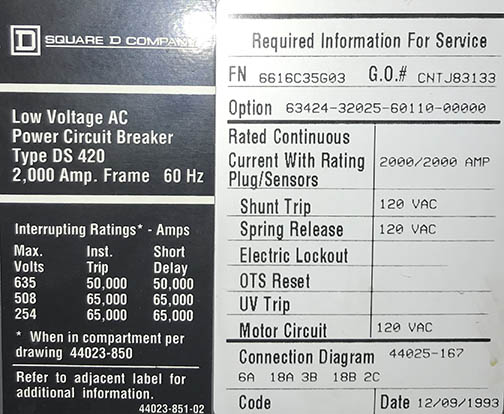 D SQUARE D COMPANY
Low Voltage AC
Power Circuit Breaker
Type DS 420
2,000 Amp. Frame 60 Hz
Interrupting Ratings* - Amps
Max. Inst. Short
Volts Trip Delay
635 50,000 50,000
508 65,000 65,000
254 65,000 65,000
* When in compartment per
drawing 44023-850
Refer to adjacent label for
additional information.
44023-851-02
Required Information For Service
FN 6616C35G03 G.O.# CNTJ83133
Option 63424-32025-60110-00000
Rated Continuous
Current With Rating 2000/2000 AMP
Plug/Sensors
Shunt Trip 120 VAC
Spring Release 120 VAC
Electric Lockout
OTS Reset
UV Trip
Motor Circuit 120 VAC
Connection Diagram 44025-167
6A 18A 3B 18B 2C
Code Date 12/09/1993